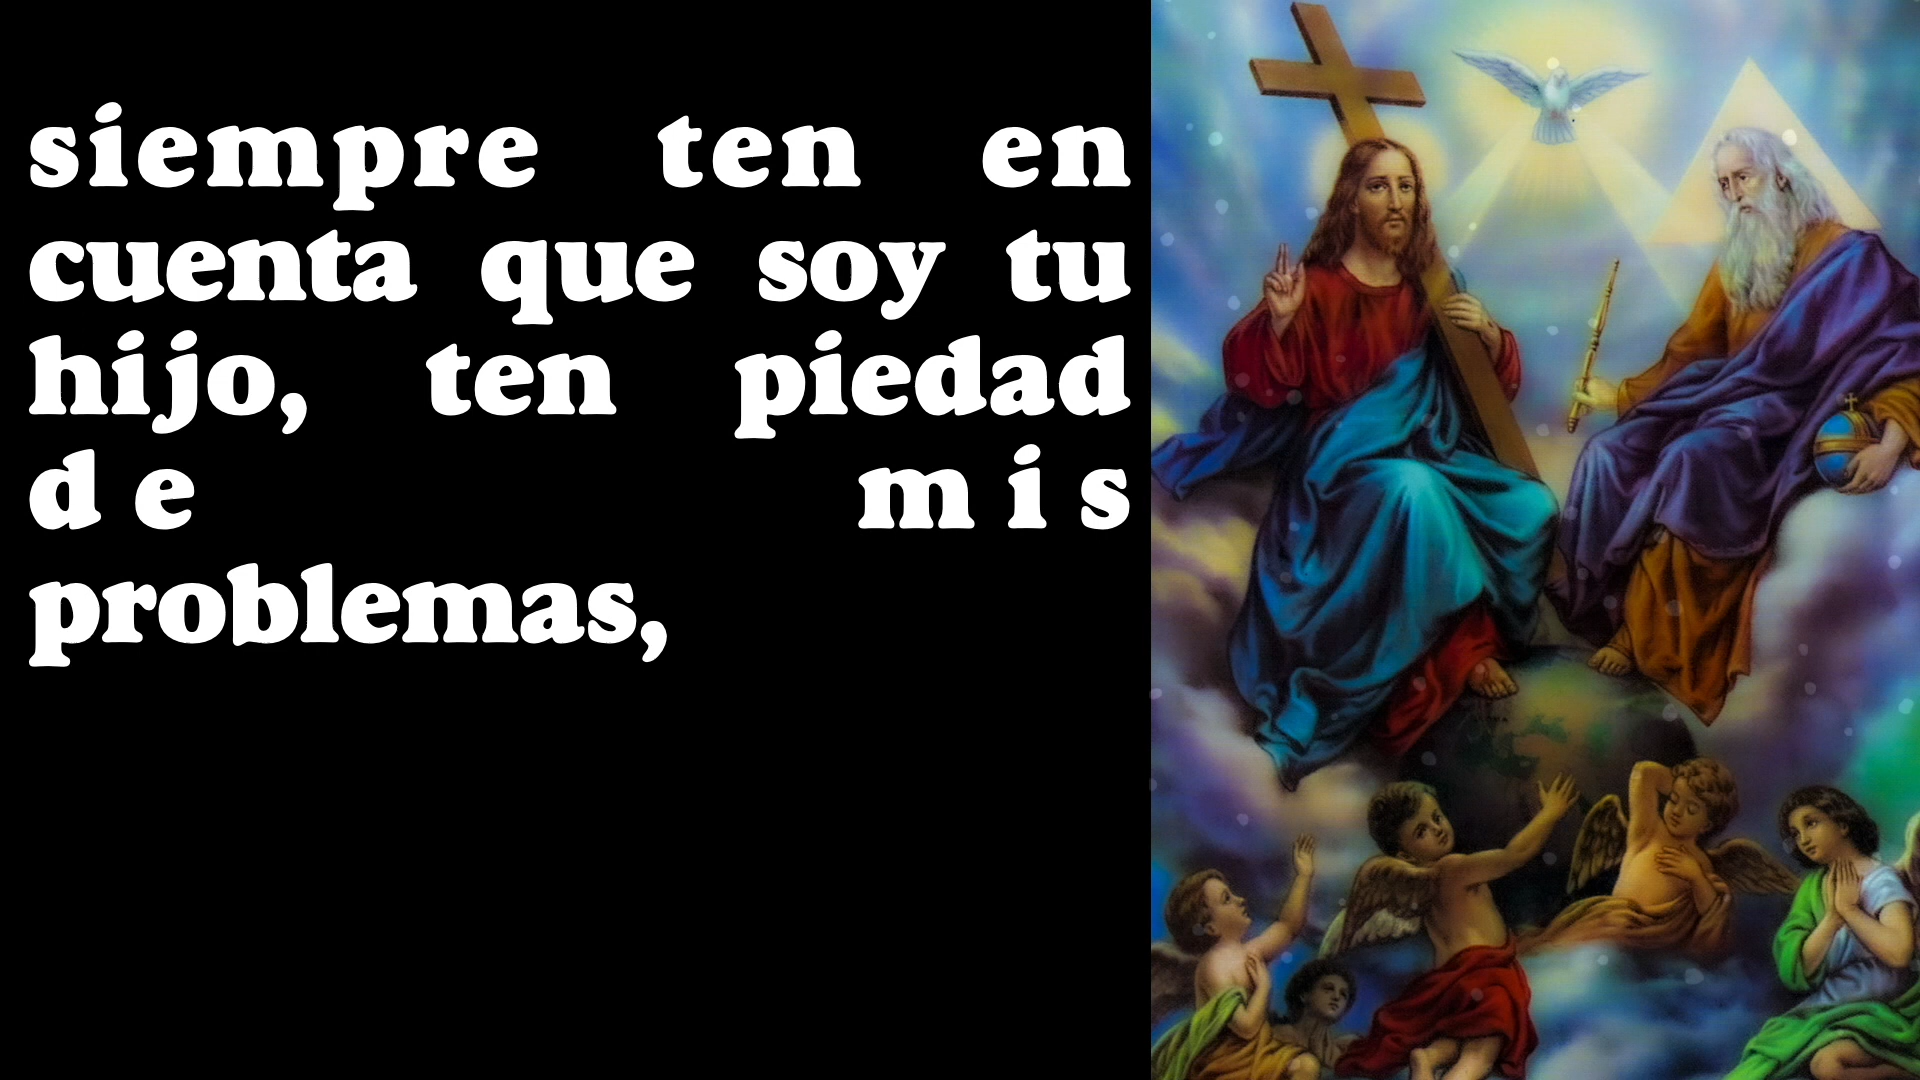 siempre ten en
cuenta que soy tu
hijo, ten piedad
de mis
problemas,